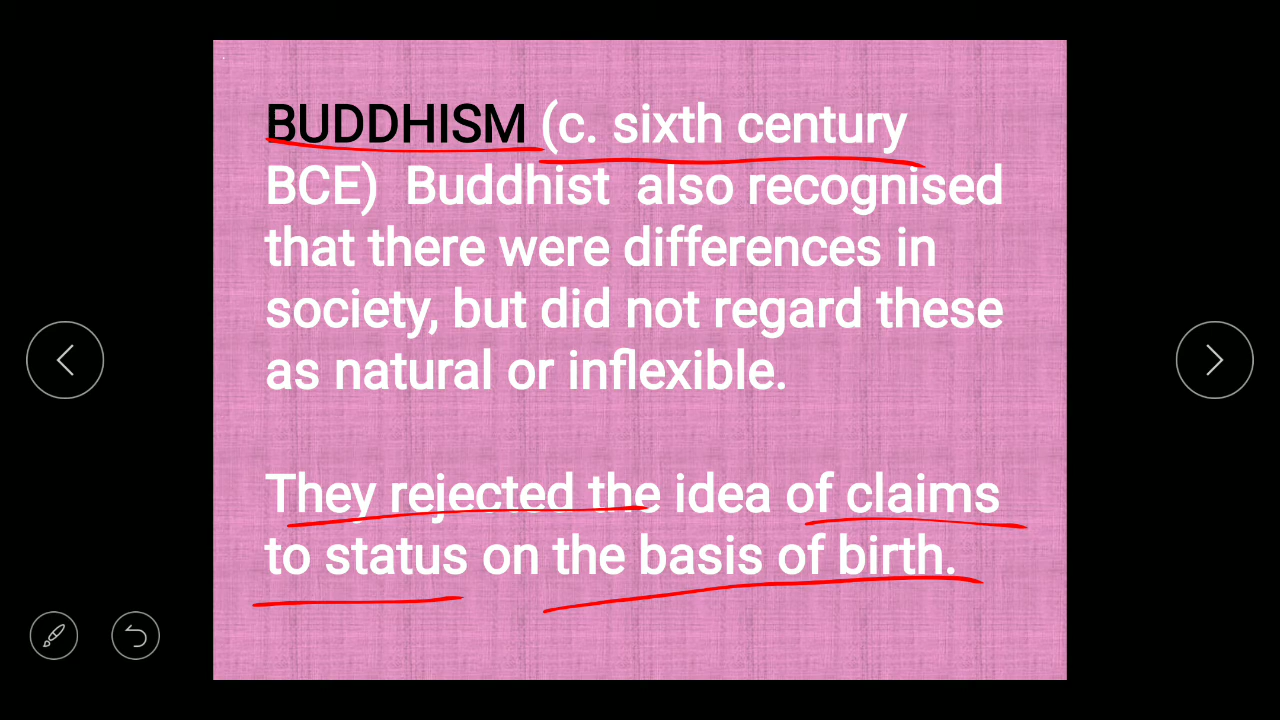 BUDDHISM (c. sixth century
BCE) Buddhist also recognised
that there were differences in
society, but did not regard these
as natural or inflexible.
They rejected the idea of claims
to status on the basis of birth.